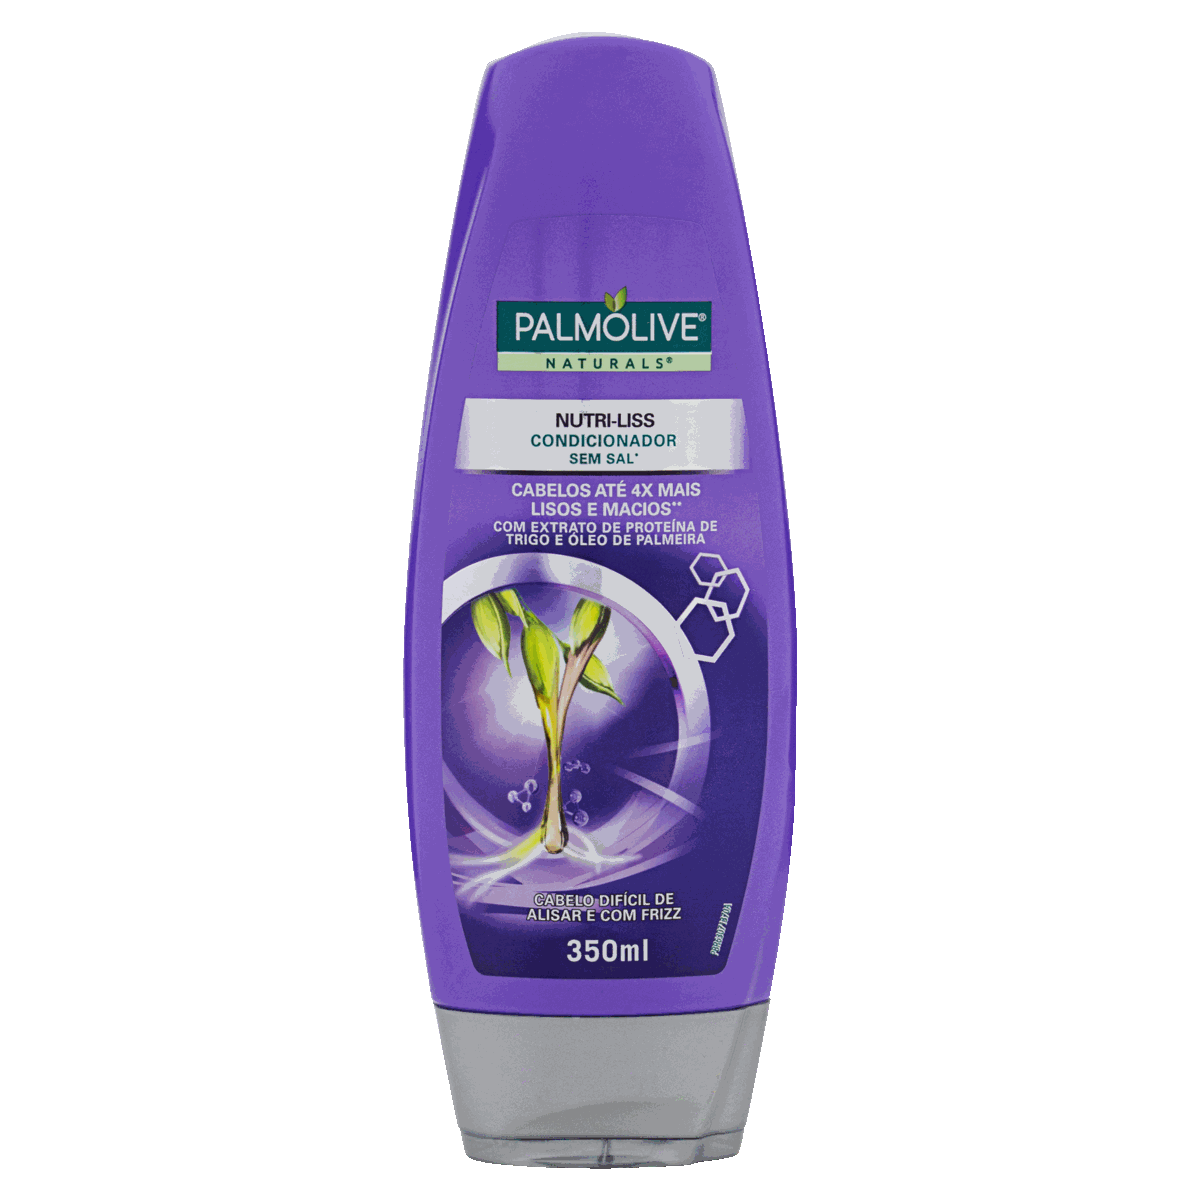 PALMOLIVE®
NATURALS®
NUTRI-LISS
CONDICIONADOR
SEM SAL*
CABELOS ATÉ 4X MAIS
LISOS E MACIOS**
COM EXTRATO DE PROTEÍNA DE
TRIGO E ÓLEO DE PALMEIRA
CABELO DIFÍCIL DE
ALISAR E COM FRIZZ
350ml